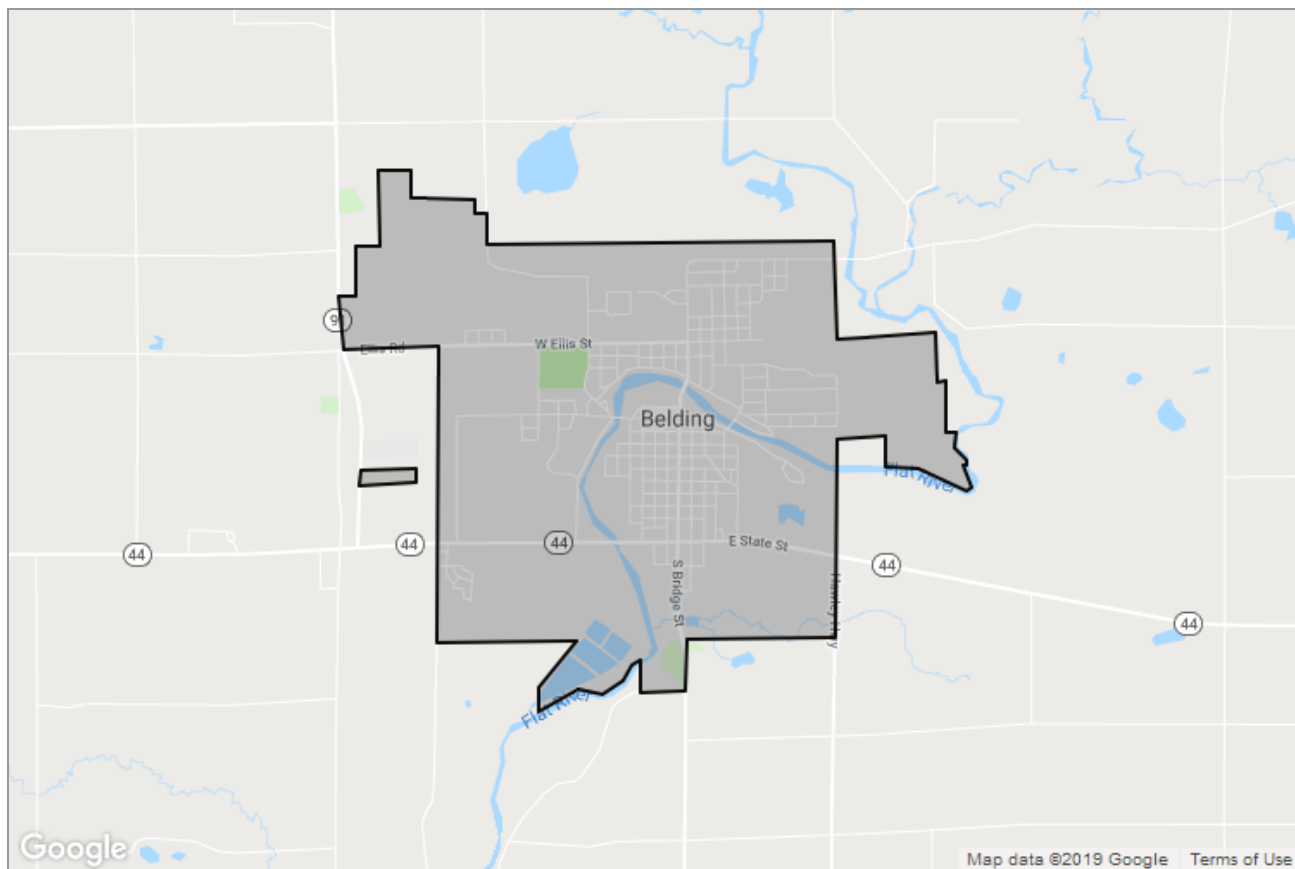 91
Ellis Rd
W Ellis St
Belding
Flat River
44
44
44
E State St
44
S Bridge St
Hawley Hwy
44
Flat River
Google
Map data ©2019 Google Terms of Use